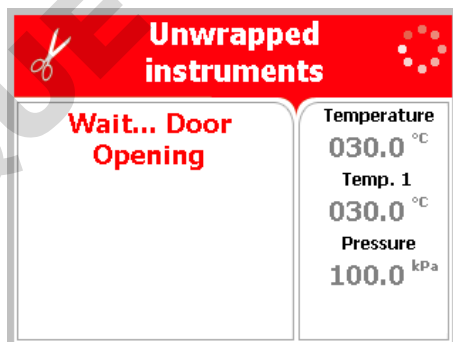 Unwrapped
instruments
Wait... Door
Opening
Temperature
030.0 °C
Temp. 1
030.0 °C
Pressure
100.0 kPa